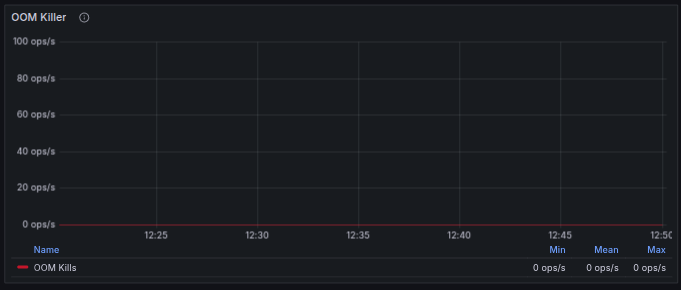 OOM Killer
100 ops/s
80 ops/s
60 ops/s
40 ops/s
20 ops/s
0 ops/s
12:25 12:30 12:35 12:40 12:45 12:50
Name Min Mean Max
OOM Kills 0 ops/s 0 ops/s 0 ops/s